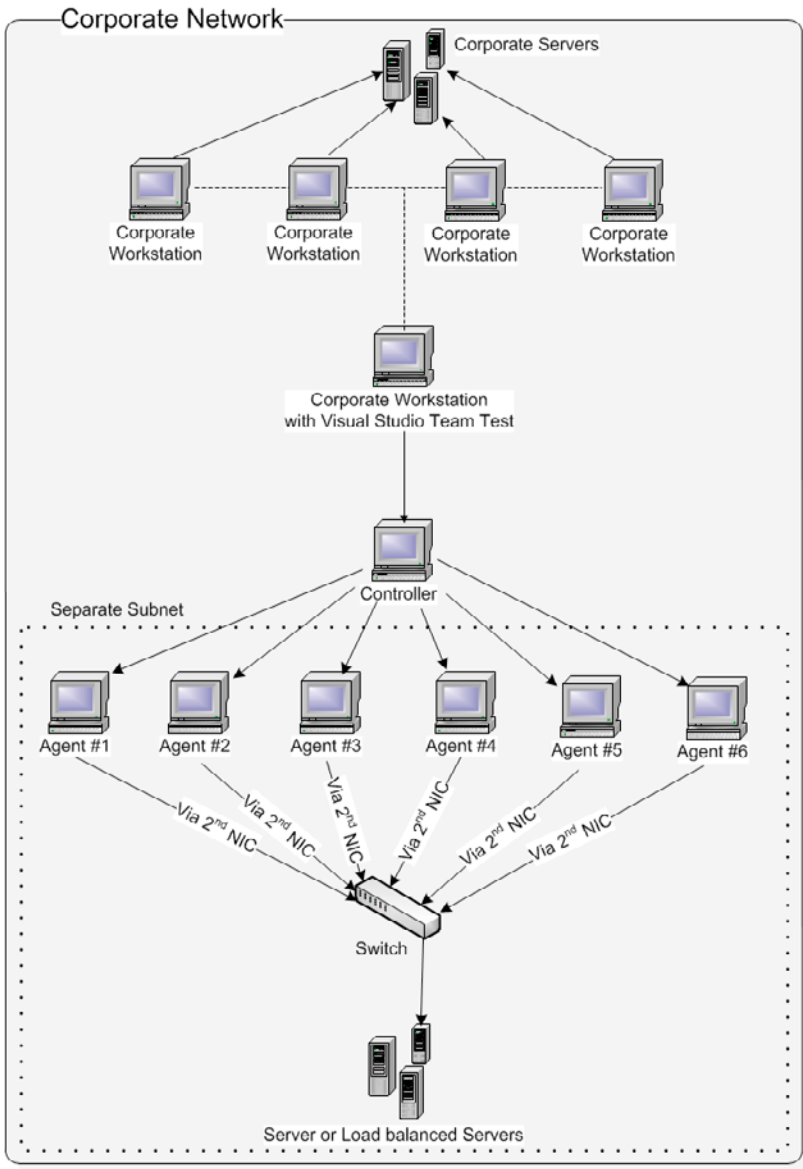 Corporate Network
Corporate Servers
Corporate
Workstation
Corporate
Workstation
Corporate
Workstation
Corporate
Workstation
Corporate Workstation
with Visual Studio Team Test
Controller
Separate Subnet
Agent #1
Agent #2
Agent #3
Agent #4
Agent #5
Agent #6
Via 2nd NIC
Via 2nd NIC
Via 2nd NIC
Via 2nd NIC
Via 2nd NIC
Via 2nd NIC
Switch
Server or Load balanced Servers